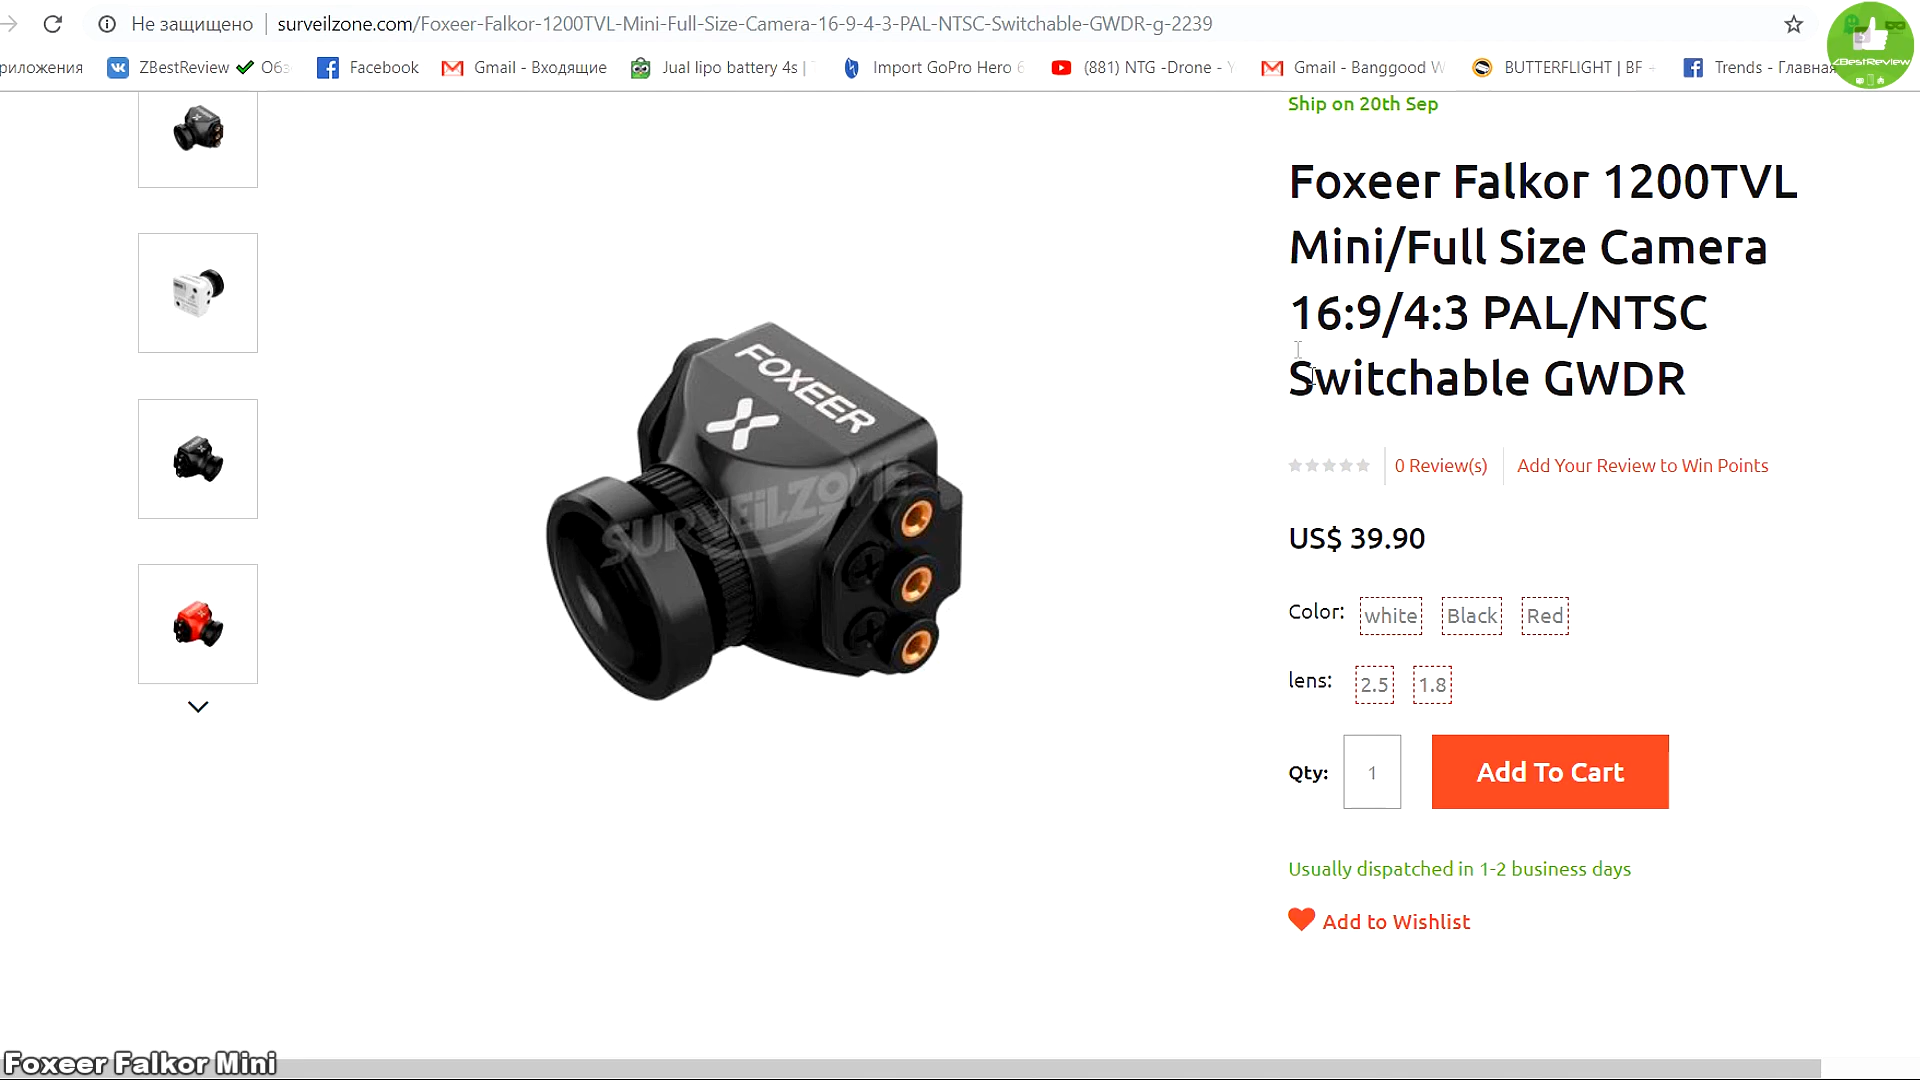 Не защищено
surveilzone.com/Foxeer-Falkor-1200TVL-Mini-Full-Size-Camera-16-9-4-3-PAL-NTSC-Switchable-GWDR-g-2239
риложения
ZBestReview ✔ Обз
Facebook
Gmail - Входящие
Jual lipo battery 4s |
Import GoPro Hero 6
(881) NTG -Drone - Y
Gmail - Banggood W
BUTTERFLIGHT | BF -
Trends - Главная
ZBestReview
Ship on 20th Sep
Foxeer Falkor 1200TVL
Mini/Full Size Camera
16:9/4:3 PAL/NTSC
Switchable GWDR
0 Review(s)
Add Your Review to Win Points
US$ 39.90
Color: white Black Red
lens: 2.5 1.8
Qty: 1 Add To Cart
Usually dispatched in 1-2 business days
Add to Wishlist
FOXEER
SURVEILZONE
Foxeer Falkor Mini